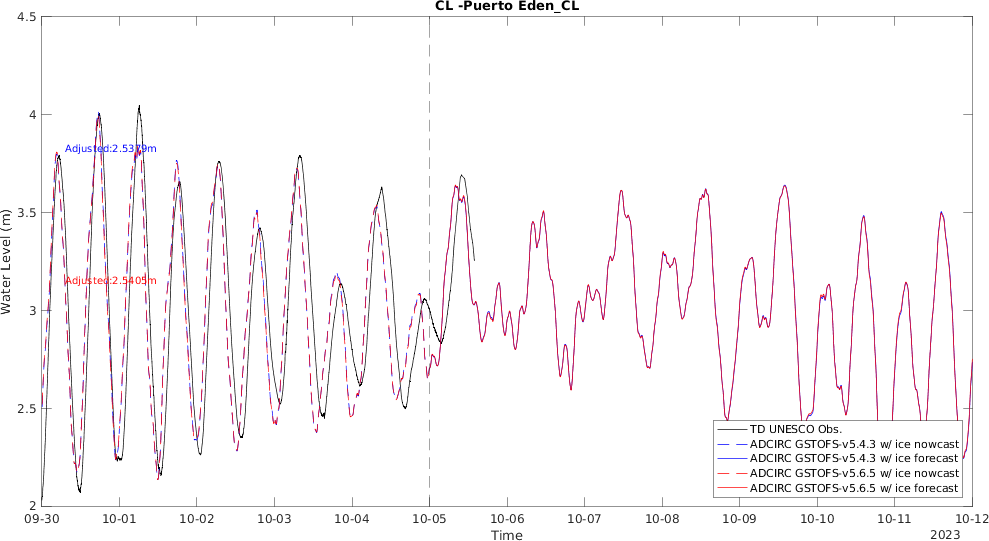 CL -Puerto Eden_CL
4.5
4
3.5
3
2.5
2
Water Level (m)
Adjusted:2.5379m
Adjusted:2.5405m
TD UNESCO Obs.
ADCIRC GSTOFS-v5.4.3 w/ ice nowcast
ADCIRC GSTOFS-v5.4.3 w/ ice forecast
ADCIRC GSTOFS-v5.6.5 w/ ice nowcast
ADCIRC GSTOFS-v5.6.5 w/ ice forecast
09-30 10-01 10-02 10-03 10-04 10-05 10-06 10-07 10-08 10-09 10-10 10-11 10-12
Time
2023